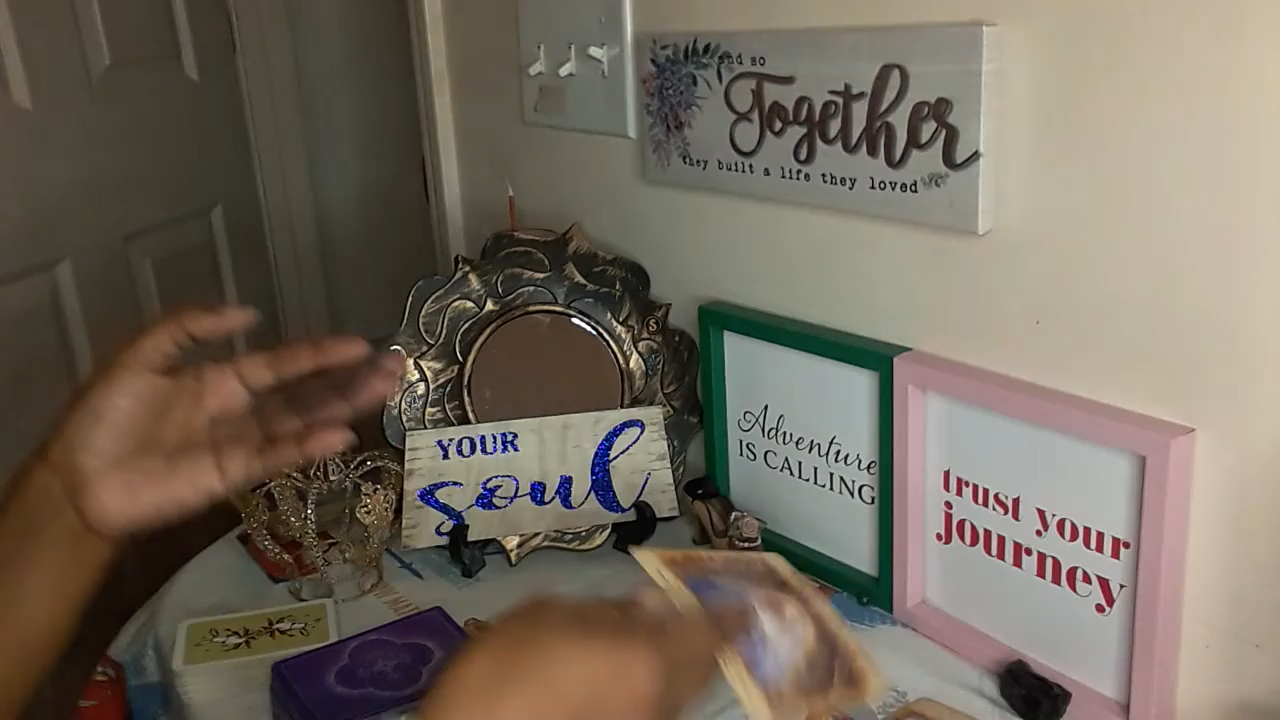 and so
Together
they built a life they loved
YOUR
soul
Adventure
IS CALLING
trust your
journey